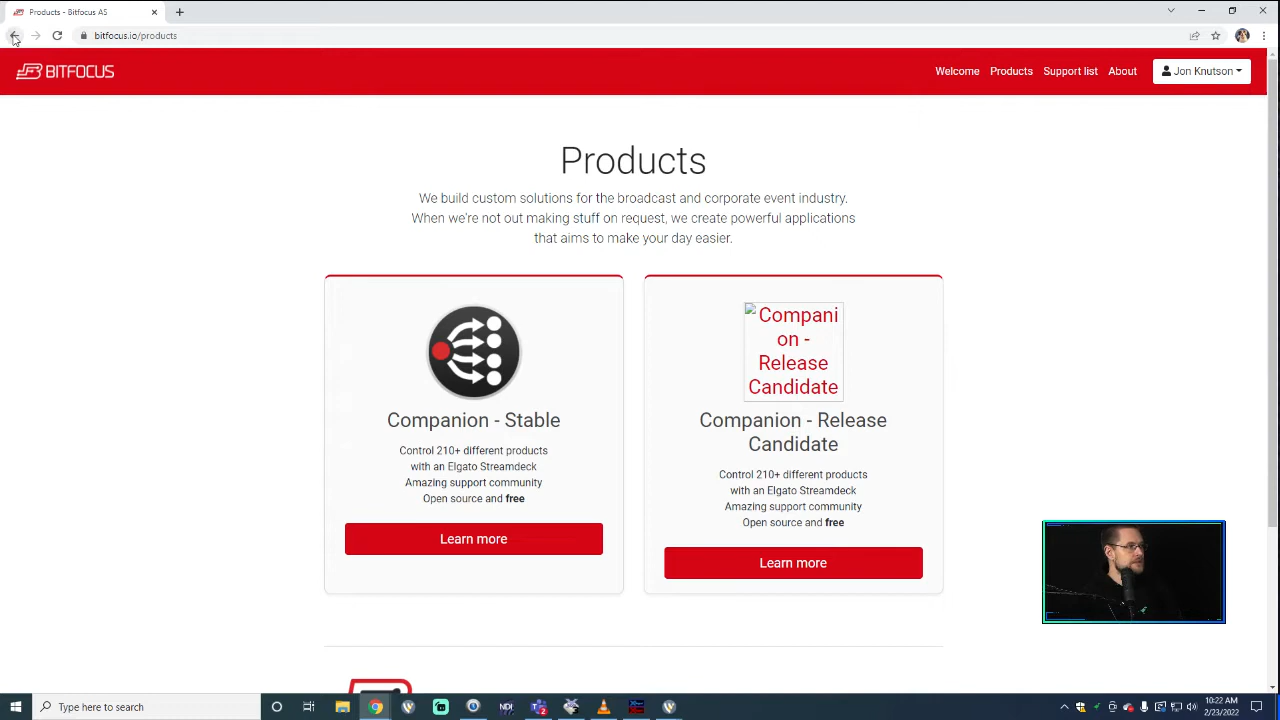 Products - Bitfocus AS
bitfocus.io/products
BITFOCUS
Welcome Products Support list About Jon Knutson
Products
We build custom solutions for the broadcast and corporate event industry.
When we're not out making stuff on request, we create powerful applications
that aims to make your day easier.
Companion - Stable
Control 210+ different products
with an Elgato Streamdeck
Amazing support community
Open source and free
Learn more
Compani
on -
Release
Candidate
Companion - Release
Candidate
Control 210+ different products
with an Elgato Streamdeck
Amazing support community
Open source and free
Learn more
Type here to search
10:22 AM
2/23/2022